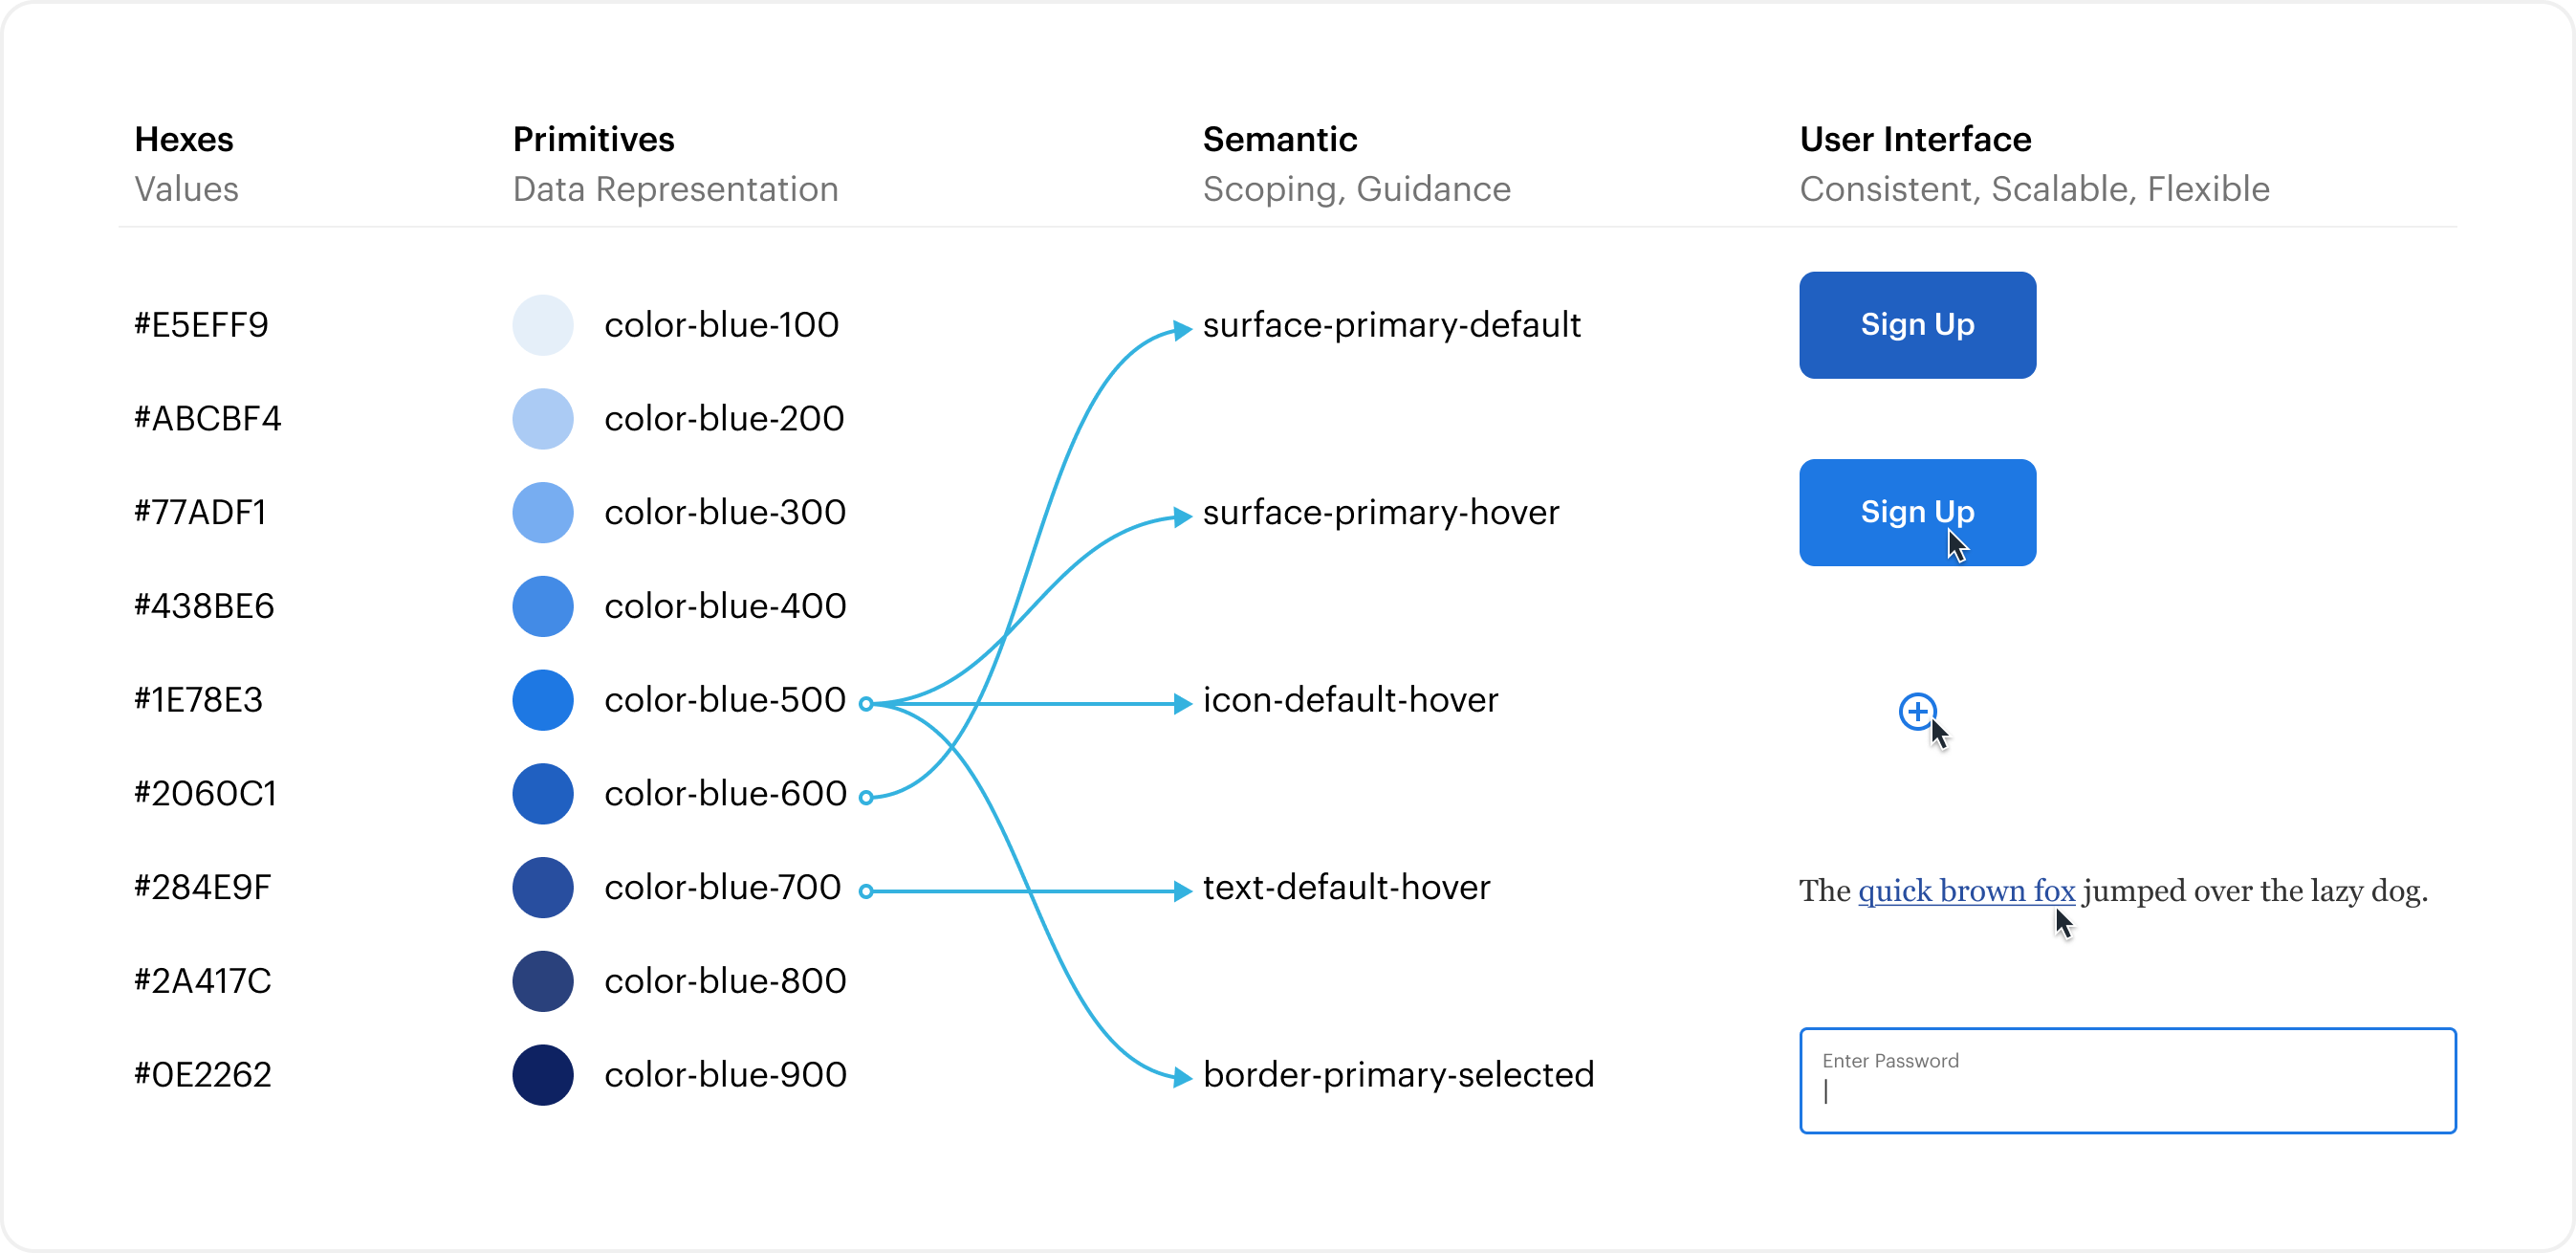 Hexes Primitives Semantic User Interface
Values Data Representation Scoping, Guidance Consistent, Scalable, Flexible
#E5EFF9 color-blue-100 surface-primary-default Sign Up
#ABCBF4 color-blue-200
#77ADF1 color-blue-300 surface-primary-hover Sign Up
#438BE6 color-blue-400
#1E78E3 color-blue-500 icon-default-hover
#2060C1 color-blue-600
#284E9F color-blue-700 text-default-hover The quick brown fox jumped over the lazy dog.
#2A417C color-blue-800
#0E2262 color-blue-900 border-primary-selected Enter Password